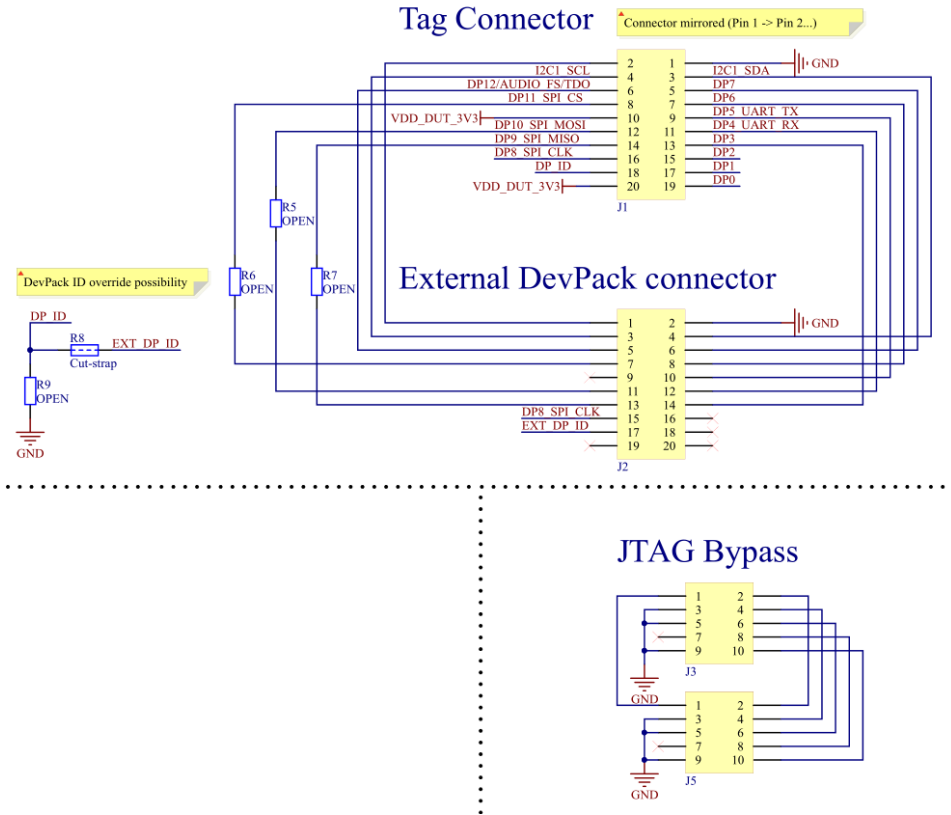 Tag Connector
Connector mirrored (Pin 1 -> Pin 2...)
2 1 GND
I2C1_SCL 4 3 I2C1_SDA
DP12/AUDIO_FS/TDO 6 5 DP7
DP11_SPI_CS 8 7 DP6
VDD_DUT_3V3 10 9 DP5_UART_TX
DP10_SPI_MOSI 12 11 DP4_UART_RX
DP9_SPI_MISO 14 13 DP3
DP8_SPI_CLK 16 15 DP2
DP_ID 18 17 DP1
VDD_DUT_3V3 20 19 DP0
J1
R5
OPEN
R6
OPEN
R7
OPEN
DevPack ID override possibility
DP_ID
R8
EXT_DP_ID
Cut-strap
R9
OPEN
GND
External DevPack connector
1 2 GND
3 4
5 6
7 8
9 10
11 12
13 14
DP8_SPI_CLK 15 16
EXT_DP_ID 17 18
19 20
J2
JTAG Bypass
1 2
3 4
5 6
7 8
9 10
J3
GND
1 2
3 4
5 6
7 8
9 10
J5
GND